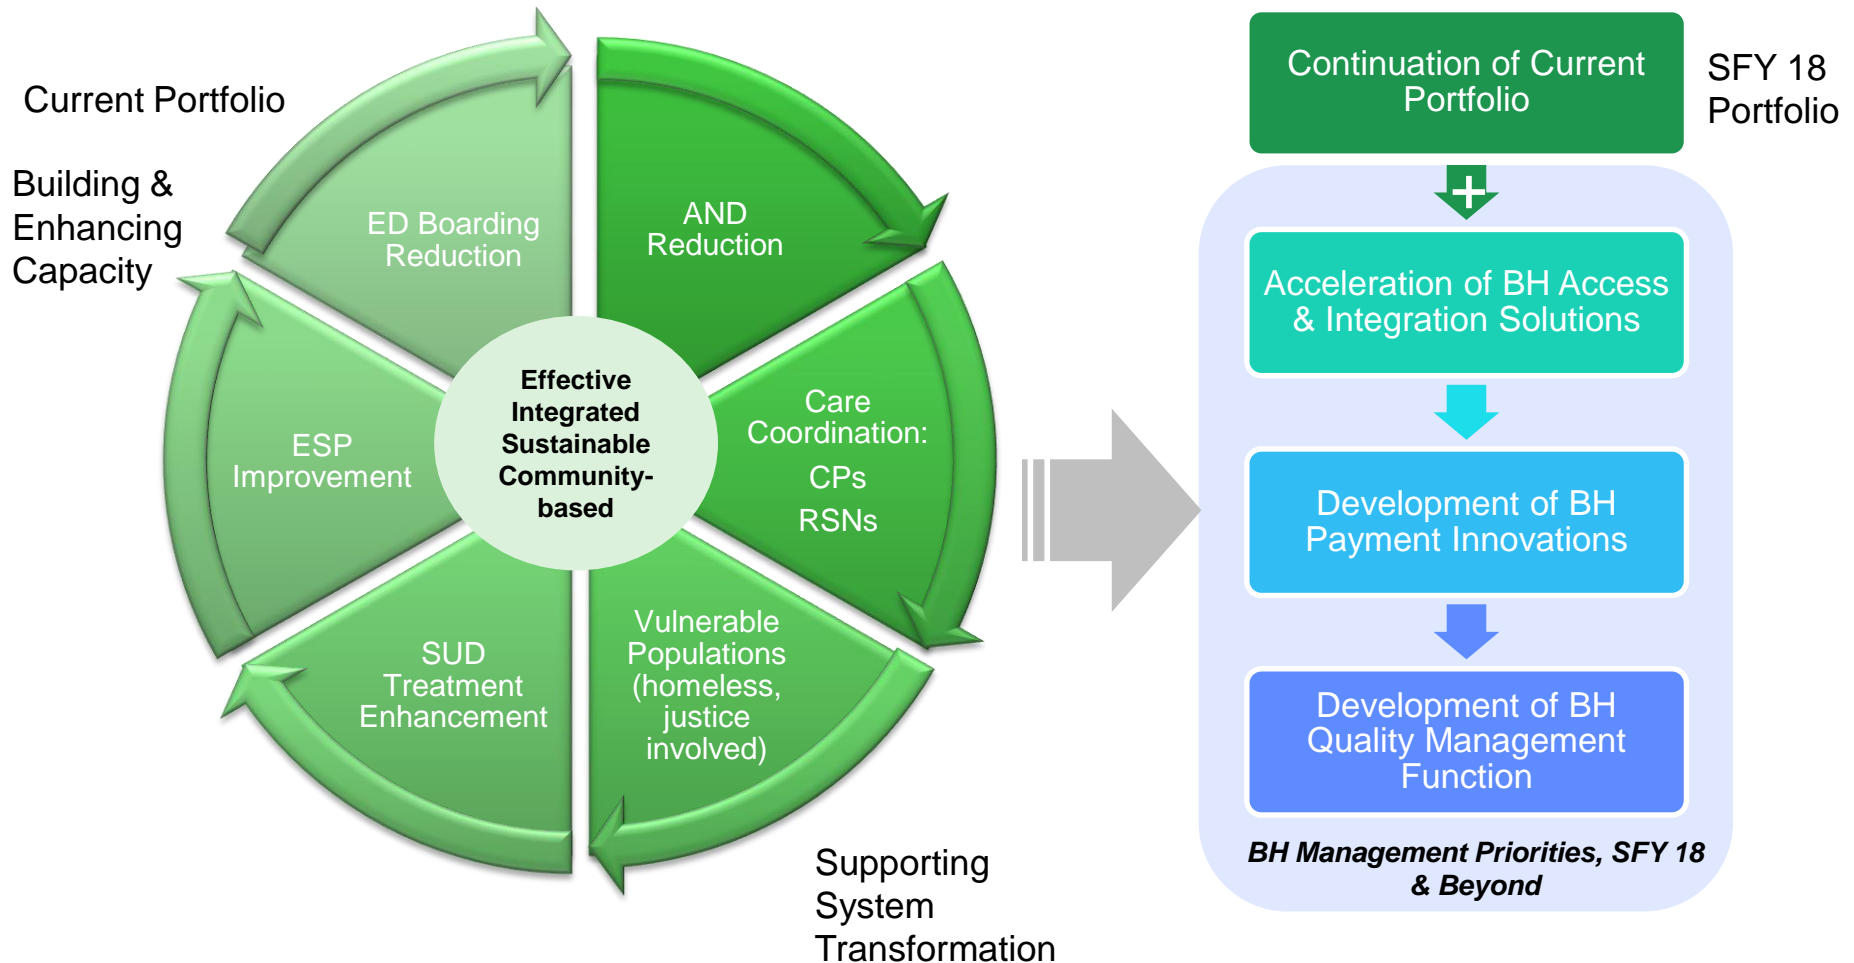 Current Portfolio
Building &
Enhancing
Capacity
ED Boarding
Reduction
AND
Reduction
Care
Coordination:
CPs
RSNs
Vulnerable
Populations
(homeless,
justice
involved)
SUD
Treatment
Enhancement
ESP
Improvement
Effective
Integrated
Sustainable
Community-
based
Supporting
System
Transformation
Continuation of Current
Portfolio
SFY 18
Portfolio
+
Acceleration of BH Access
& Integration Solutions
Development of BH
Payment Innovations
Development of BH
Quality Management
Function
BH Management Priorities, SFY 18
& Beyond